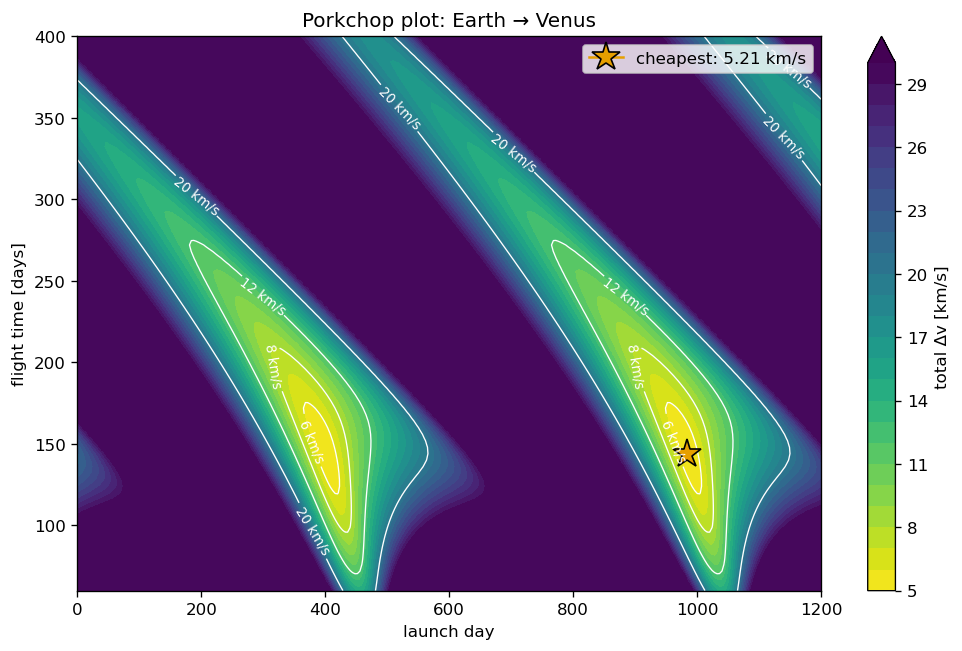 Porkchop plot: Earth → Venus
cheapest: 5.21 km/s
flight time [days]
400
350
300
250
200
150
100
0
200
400
600
800
1000
1200
launch day
20 km/s
20 km/s
20 km/s
20 km/s
20 km/s
20 km/s
12 km/s
12 km/s
8 km/s
8 km/s
6 km/s
29
26
23
20
17
14
11
8
5
total Δv [km/s]